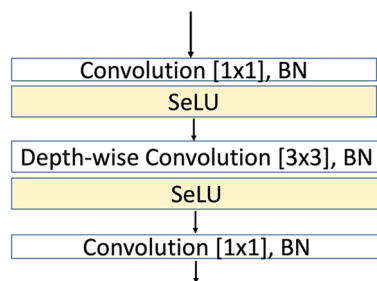 Convolution [1x1], BN
SeLU
Depth-wise Convolution [3x3], BN
SeLU
Convolution [1x1], BN